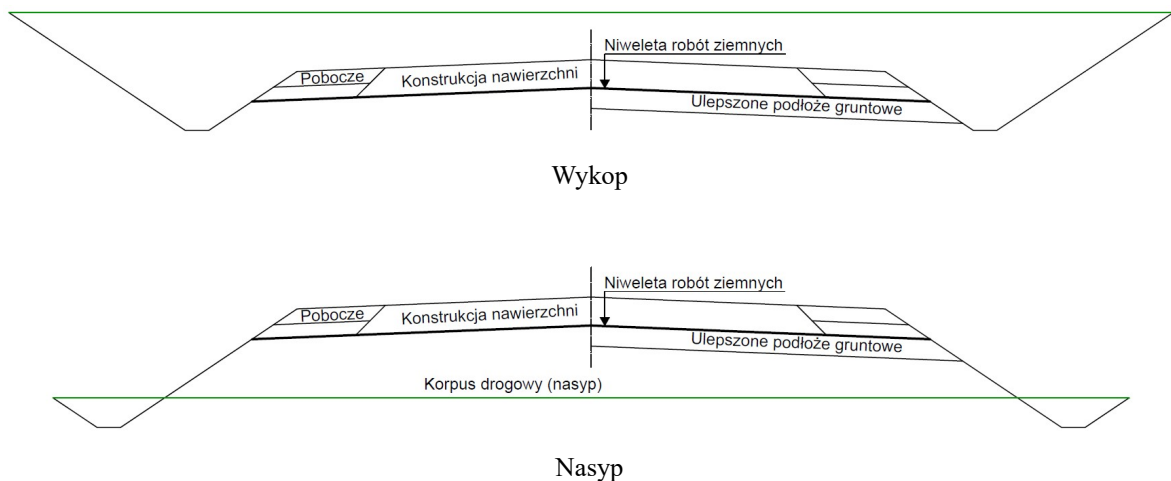 Niweleta robót ziemnych
Pobocze
Konstrukcja nawierzchni
Ulepszone podłoże gruntowe
Wykop
Niweleta robót ziemnych
Pobocze
Konstrukcja nawierzchni
Ulepszone podłoże gruntowe
Korpus drogowy (nasyp)
Nasyp